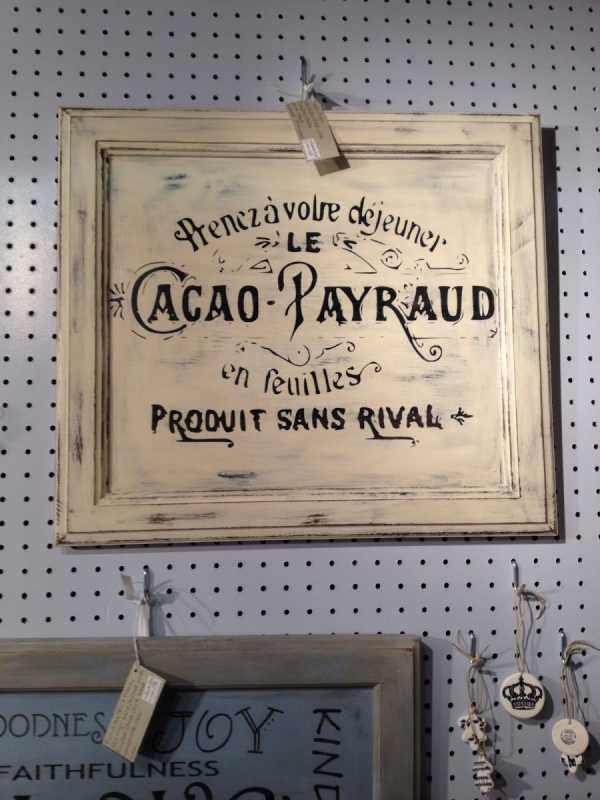 Prenez à votre déjeuner
LE
CACAO-PAYRAUD
en feuilles
PRODUIT SANS RIVAL
JOY
KIND
FAITHFULNESS